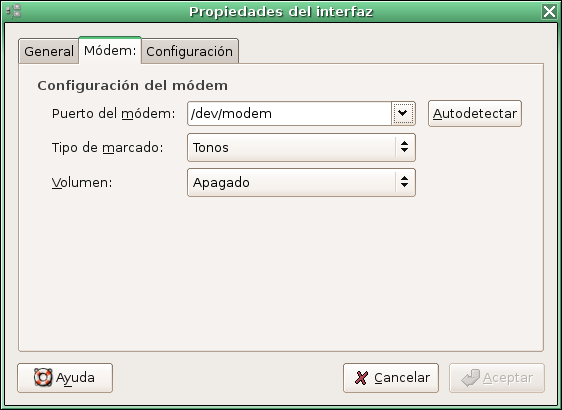 Propiedades del interfaz
General Módem: Configuración
Configuración del módem
Puerto del módem: /dev/modem Autodetectar
Tipo de marcado: Tonos
Volumen: Apagado
Ayuda Cancelar Aceptar